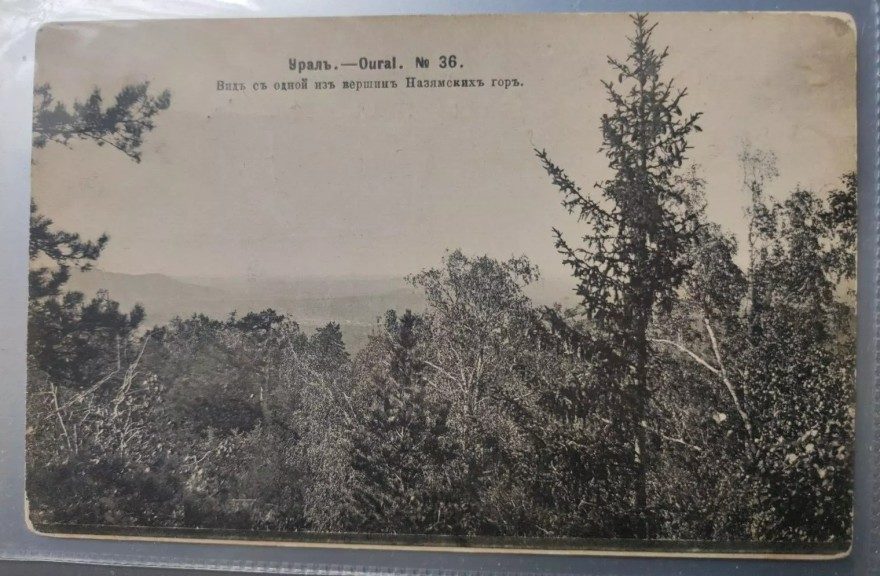 Уралъ.—Oural. № 36.
Видъ съ одной изъ вершинъ Назямскихъ горъ.